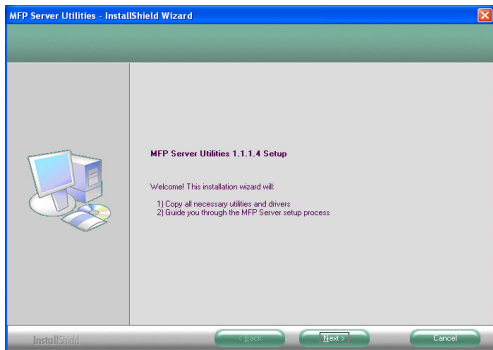 MFP Server Utilities - InstallShield Wizard
MFP Server Utilities 1.1.1.4 Setup
Welcome! This installation wizard will:
1) Copy all necessary utilities and drivers
2) Guide you through the MFP Server setup process
InstallShield
< Back
Next >
Cancel